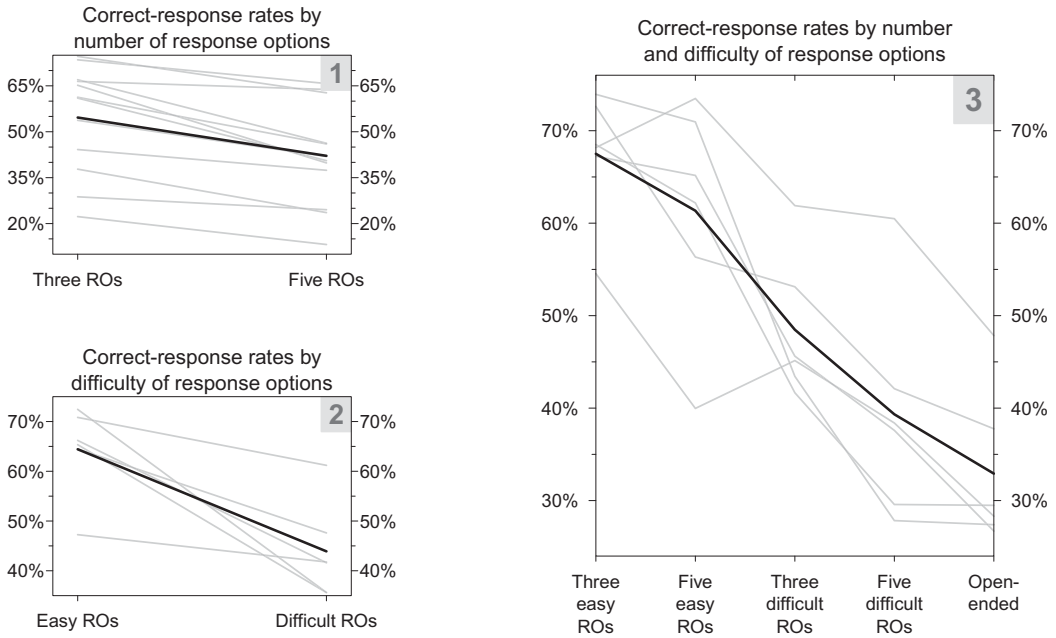 Correct-response rates by
number of response options
1
65%
50%
35%
20%
65%
50%
35%
20%
Three ROs
Five ROs
Correct-response rates by
difficulty of response options
2
70%
60%
50%
40%
70%
60%
50%
40%
Easy ROs
Difficult ROs
Correct-response rates by number
and difficulty of response options
3
70%
60%
50%
40%
30%
70%
60%
50%
40%
30%
Three
easy
ROs
Five
easy
ROs
Three
difficult
ROs
Five
difficult
ROs
Open-
ended